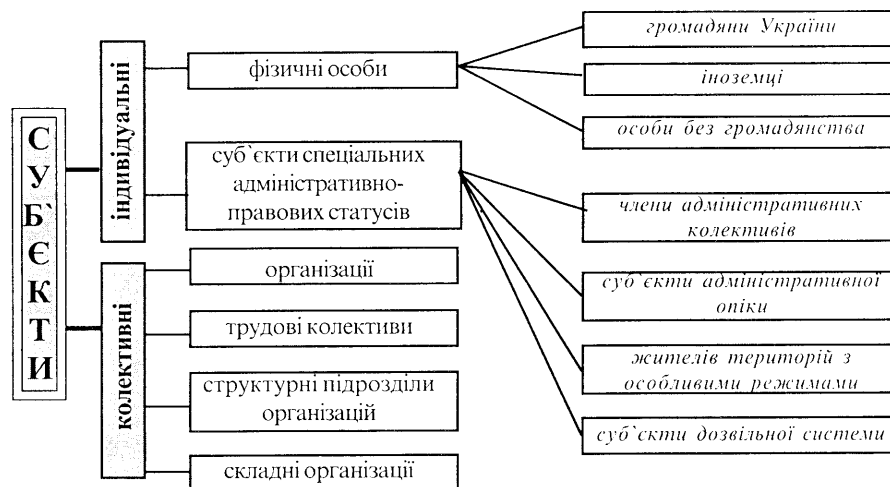 СУБ`ЄКТИ
індивідуальні
фізичні особи
громадяни України
іноземці
особи без громадянства
суб`єкти спеціальних
адміністративно-
правових статусів
члени адміністративних
колективів
суб`єкти адміністративної
опіки
жителів територій з
особливими режимами
суб`єкти дозвільної системи
колективні
організації
трудові колективи
структурні підрозділи
організацій
складні організації